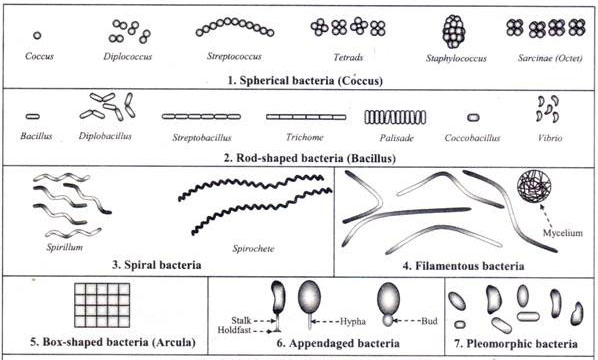 Coccus Diplococcus Streptococcus Tetrads Staphylococcus Sarcinae (Octet)
1. Spherical bacteria (Coccus)
Bacillus Diplobacillus Streptobacillus Trichome Palisade Coccobacillus Vibrio
2. Rod-shaped bacteria (Bacillus)
Spirillum Spirochete
3. Spiral bacteria
Mycelium
4. Filamentous bacteria
5. Box-shaped bacteria (Arcula)
Stalk
Holdfast
Hypha
Bud
6. Appendaged bacteria
7. Pleomorphic bacteria